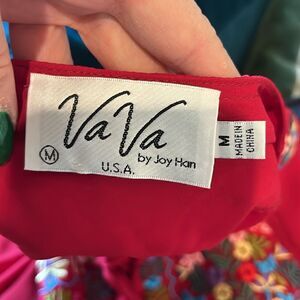 VaVa
by Joy Han
M
U.S.A.
M
MADE IN
CHINA